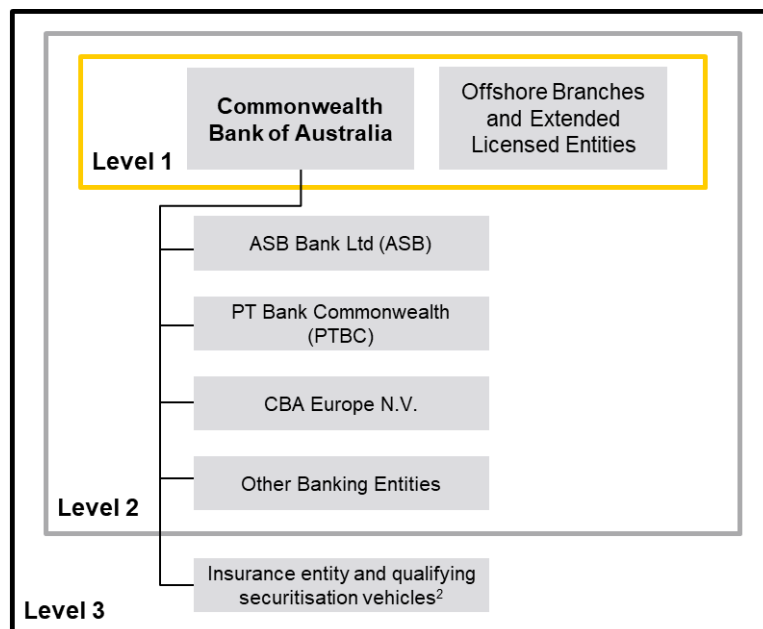 Commonwealth
Bank of Australia
Offshore Branches
and Extended
Licensed Entities
Level 1
ASB Bank Ltd (ASB)
PT Bank Commonwealth
(PTBC)
CBA Europe N.V.
Other Banking Entities
Level 2
Insurance entity and qualifying
securitisation vehicles²
Level 3